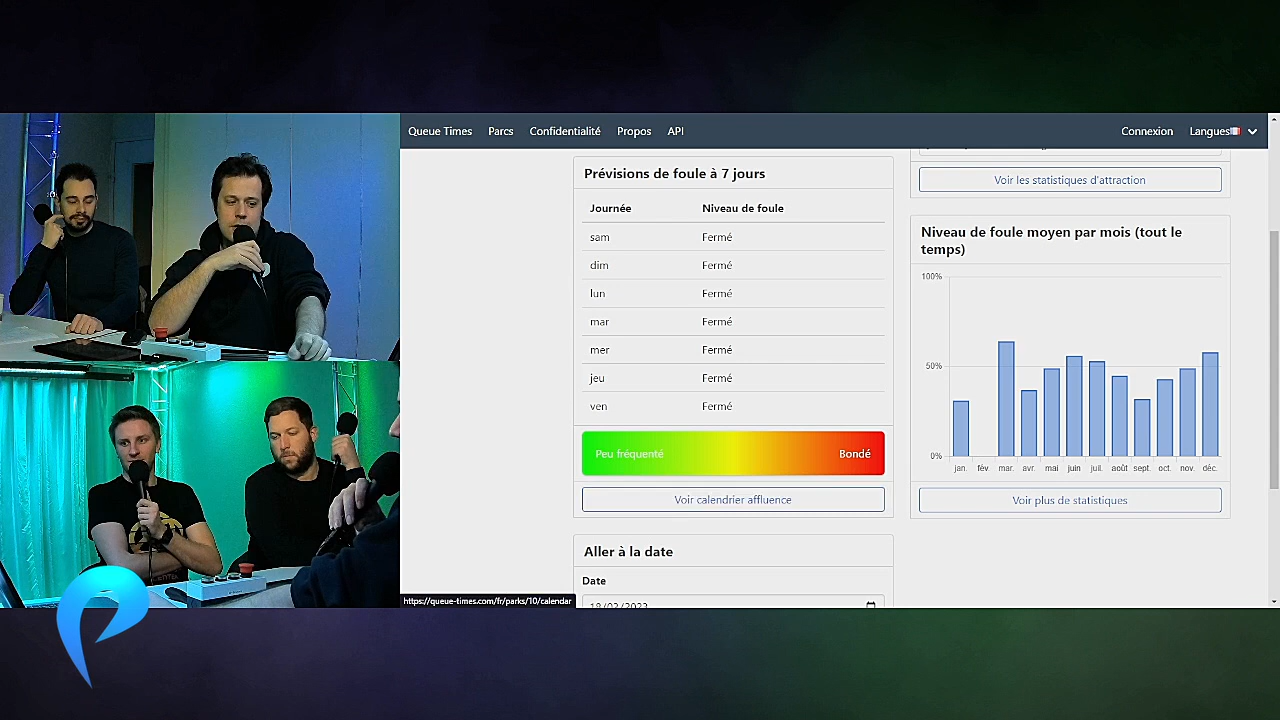 Queue Times Parcs Confidentialité Propos API Connexion Langues
Prévisions de foule à 7 jours
Journée Niveau de foule
sam Fermé
dim Fermé
lun Fermé
mar Fermé
mer Fermé
jeu Fermé
ven Fermé
Peu fréquenté Bondé
Voir calendrier affluence
Aller à la date
Date
18/02/2023
Voir les statistiques d'attraction
Niveau de foule moyen par mois (tout le
temps)
100%
50%
0%
jan. fév. mar. avr. mai juin juil. août sept. oct. nov. déc.
Voir plus de statistiques
https://queue-times.com/fr/parks/10/calendar